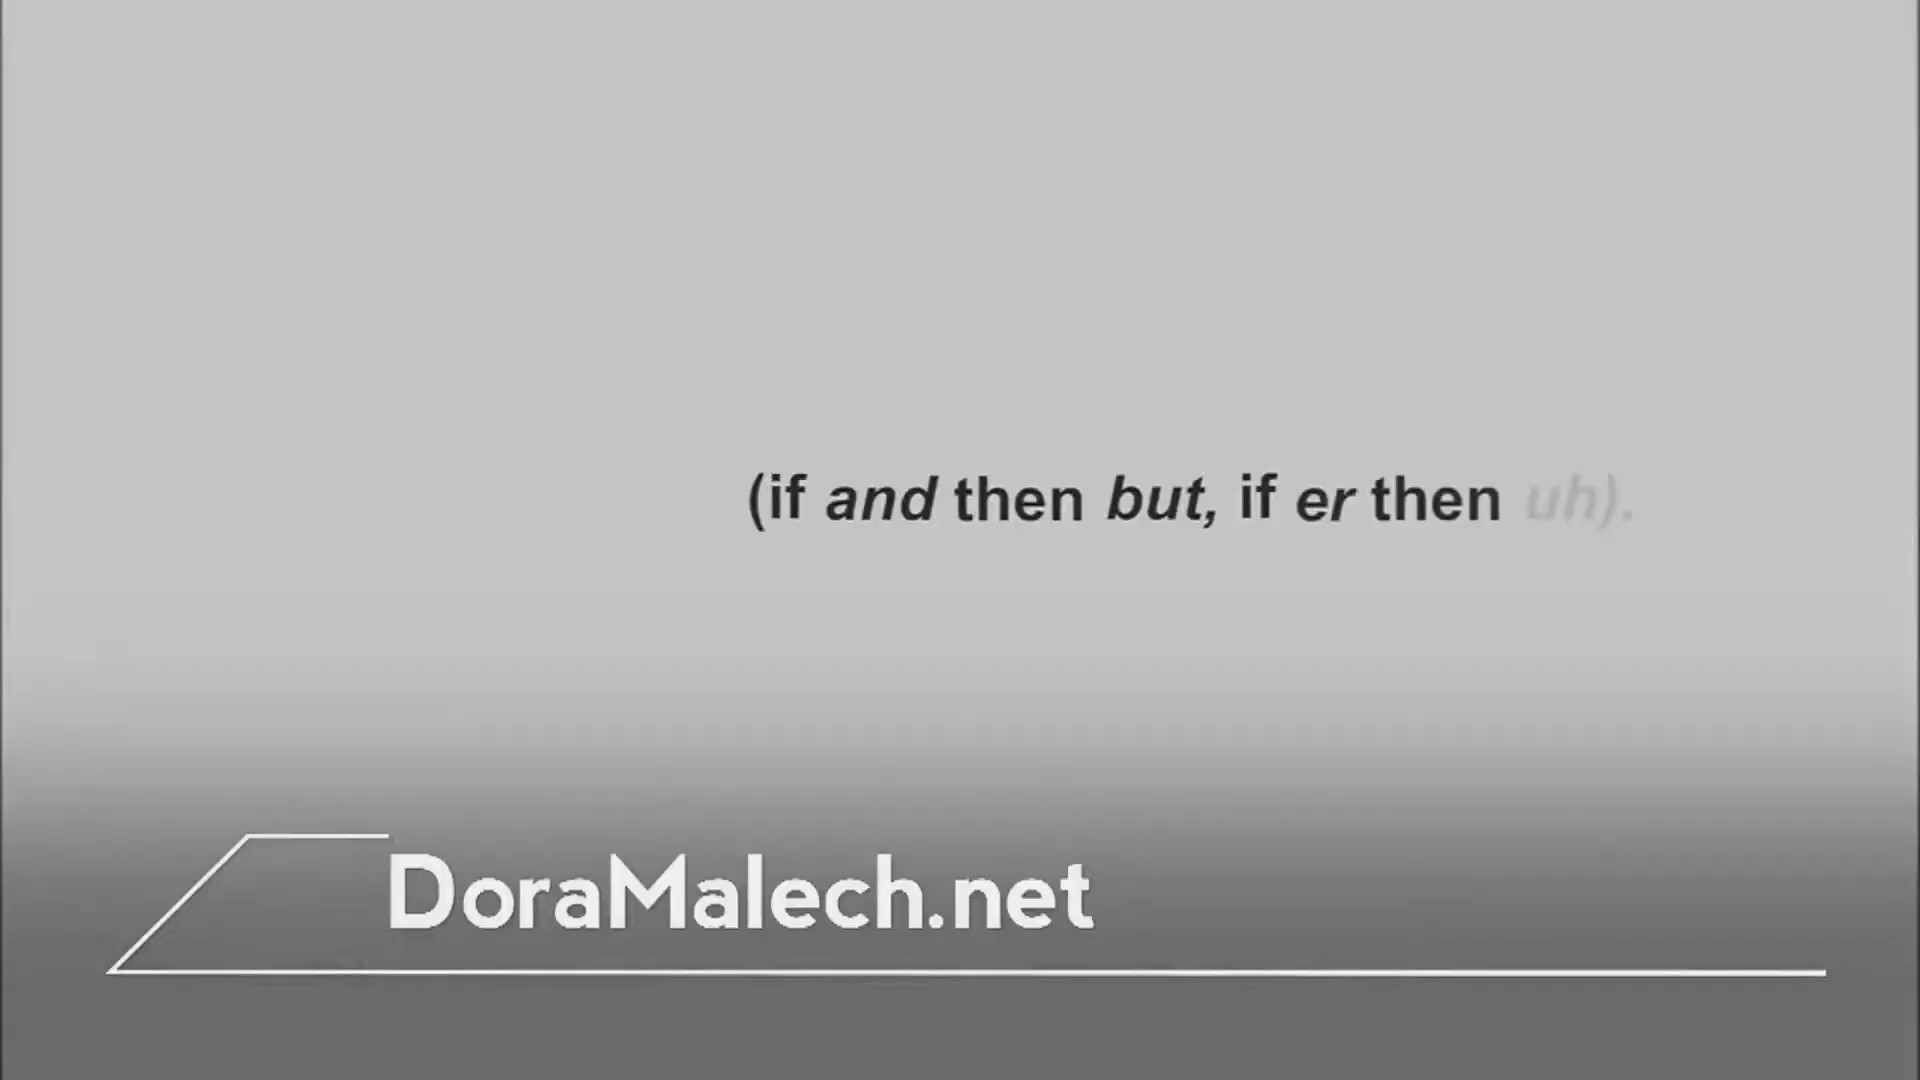 (if and then but, if er then uh).
DoraMalech.net